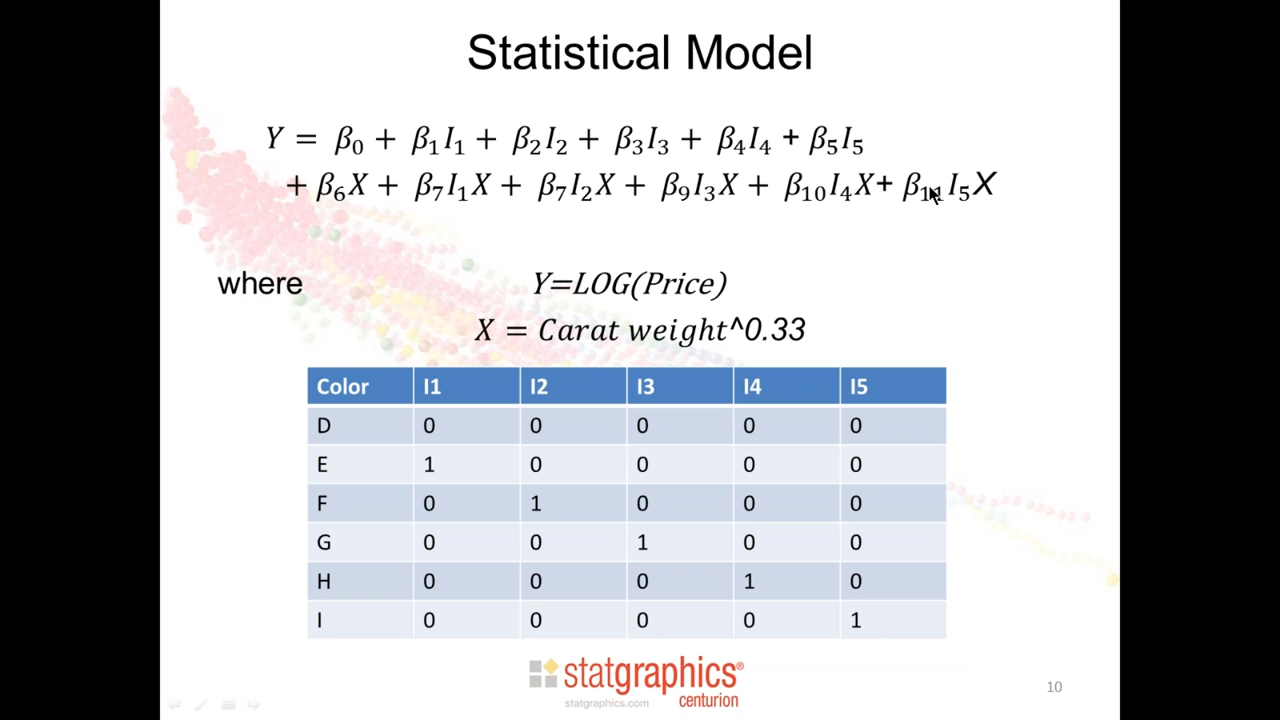 Statistical Model
Y = β₀ + β₁I₁ + β₂I₂ + β₃I₃ + β₄I₄ + β₅I₅
+ β₆X + β₇I₁X + β₇I₂X + β₉I₃X + β₁₀I₄X+ β₁₁I₅X
where Y=LOG(Price)
X = Carat weight^0.33
Color I1 I2 I3 I4 I5
D 0 0 0 0 0
E 1 0 0 0 0
F 0 1 0 0 0
G 0 0 1 0 0
H 0 0 0 1 0
I 0 0 0 0 1
statgraphics®
centurion
statgraphics.com
10